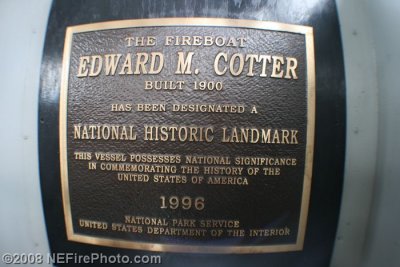 THE FIREBOAT
EDWARD M. COTTER
BUILT 1900
HAS BEEN DESIGNATED A
NATIONAL HISTORIC LANDMARK
THIS VESSEL POSSESSES NATIONAL SIGNIFICANCE
IN COMMEMORATING THE HISTORY OF THE
UNITED STATES OF AMERICA
1996
NATIONAL PARK SERVICE
UNITED STATES DEPARTMENT OF THE INTERIOR
©2008 NEFirePhoto.com